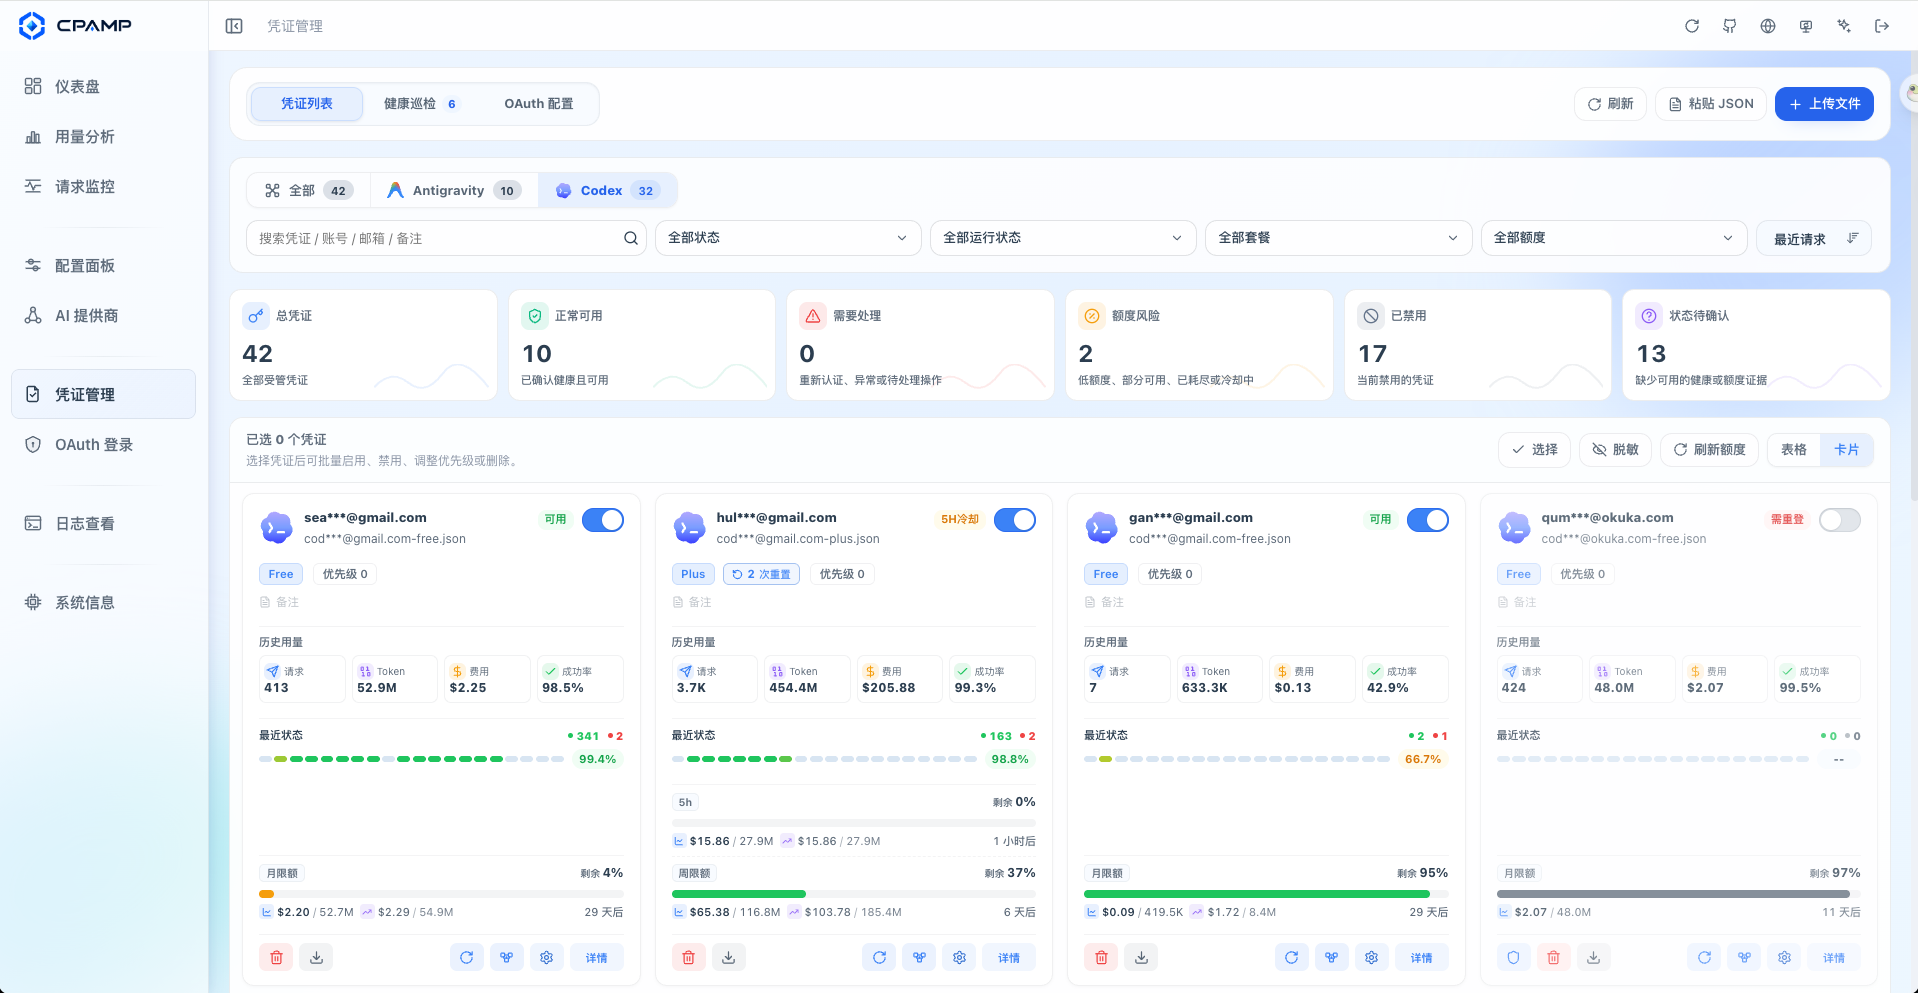 CPAMP
凭证管理
仪表盘
用量分析
请求监控
配置面板
AI 提供商
凭证管理
OAuth 登录
日志查看
系统信息
凭证列表 健康巡检 6 OAuth 配置
刷新 粘贴 JSON 上传文件
全部 42 Antigravity 10 Codex 32
搜索凭证 / 账号 / 邮箱 / 备注 全部状态 全部运行状态 全部套餐 全部额度 最近请求
总凭证
42
全部受管凭证
正常可用
10
已确认健康且可用
需要处理
0
重新认证、异常或待处理操作
额度风险
2
低额度、部分可用、已耗尽或冷却中
已禁用
17
当前禁用的凭证
状态待确认
13
缺少可用的健康或额度证据
已选 0 个凭证
选择凭证后可批量启用、禁用、调整优先级或删除。
选择 脱敏 刷新额度 表格 卡片
sea***@gmail.com 可用
cod***@gmail.com-free.json
Free 优先级 0
备注
历史用量
请求 Token 费用 成功率
413 52.9M $2.25 98.5%
最近状态 341 2
99.4%
月限额 剩余 4%
$2.20 / 52.7M $2.29 / 54.9M 29 天后
详情
hul***@gmail.com 5H冷却
cod***@gmail.com-plus.json
Plus 2 次重置 优先级 0
备注
历史用量
请求 Token 费用 成功率
3.7K 454.4M $205.88 99.3%
最近状态 163 2
98.8%
5h 剩余 0%
$15.86 / 27.9M $15.86 / 27.9M 1 小时后
周限额 剩余 37%
$65.38 / 116.8M $103.78 / 185.4M 6 天后
详情
gan***@gmail.com 可用
cod***@gmail.com-free.json
Free 优先级 0
备注
历史用量
请求 Token 费用 成功率
7 633.3K $0.13 42.9%
最近状态 2 1
66.7%
月限额 剩余 95%
$0.09 / 419.5K $1.72 / 8.4M 29 天后
详情
qum***@okuka.com 需重登
cod***@okuka.com-free.json
Free 优先级 0
备注
历史用量
请求 Token 费用 成功率
424 48.0M $2.07 99.5%
最近状态 0 0
--
月限额 剩余 97%
$2.07 / 48.0M 11 天后
详情